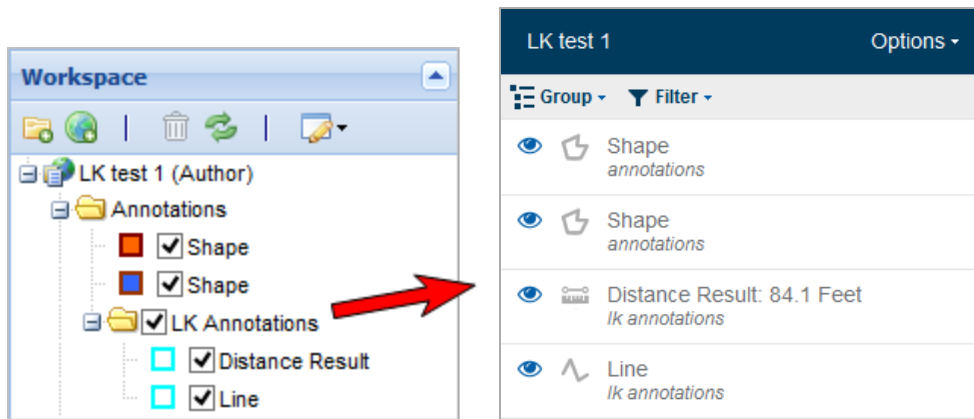 Workspace
LK test 1 (Author)
Annotations
Shape
Shape
LK Annotations
Distance Result
Line
LK test 1 Options
Group Filter
Shape
annotations
Shape
annotations
Distance Result: 84.1 Feet
lk annotations
Line
lk annotations